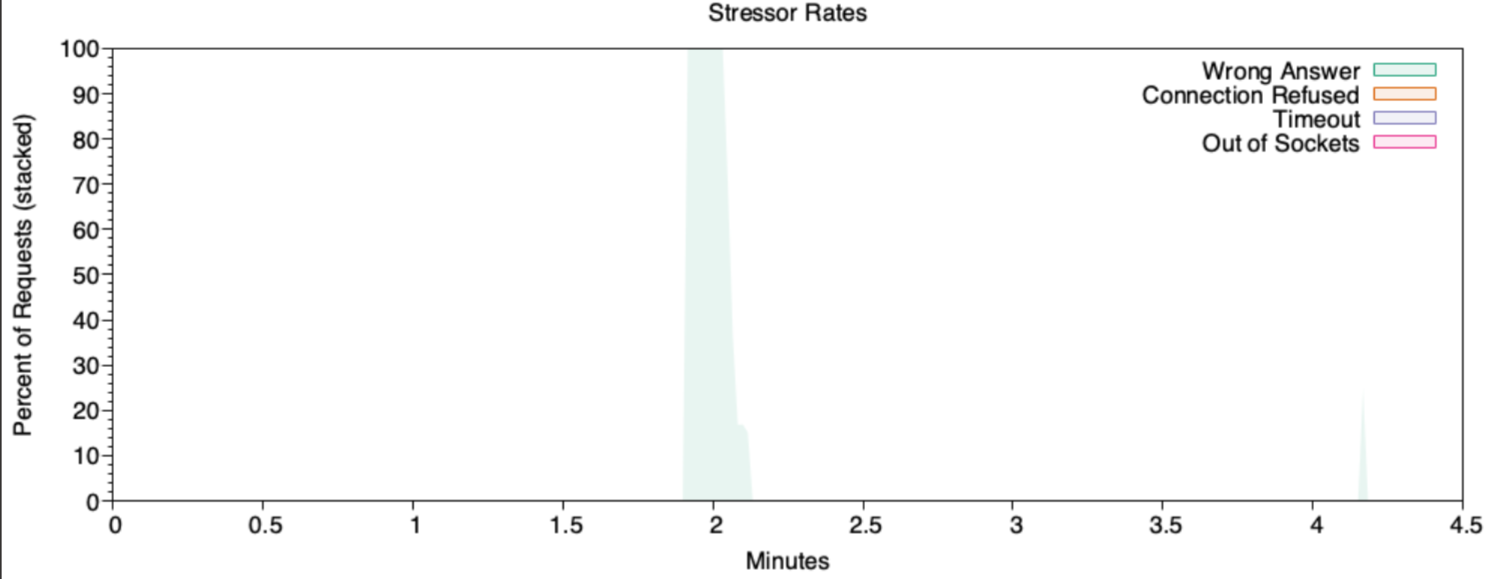 Stressor Rates
Percent of Requests (stacked)
100
90
80
70
60
50
40
30
20
10
0
Wrong Answer
Connection Refused
Timeout
Out of Sockets
0 0.5 1 1.5 2 2.5 3 3.5 4 4.5
Minutes